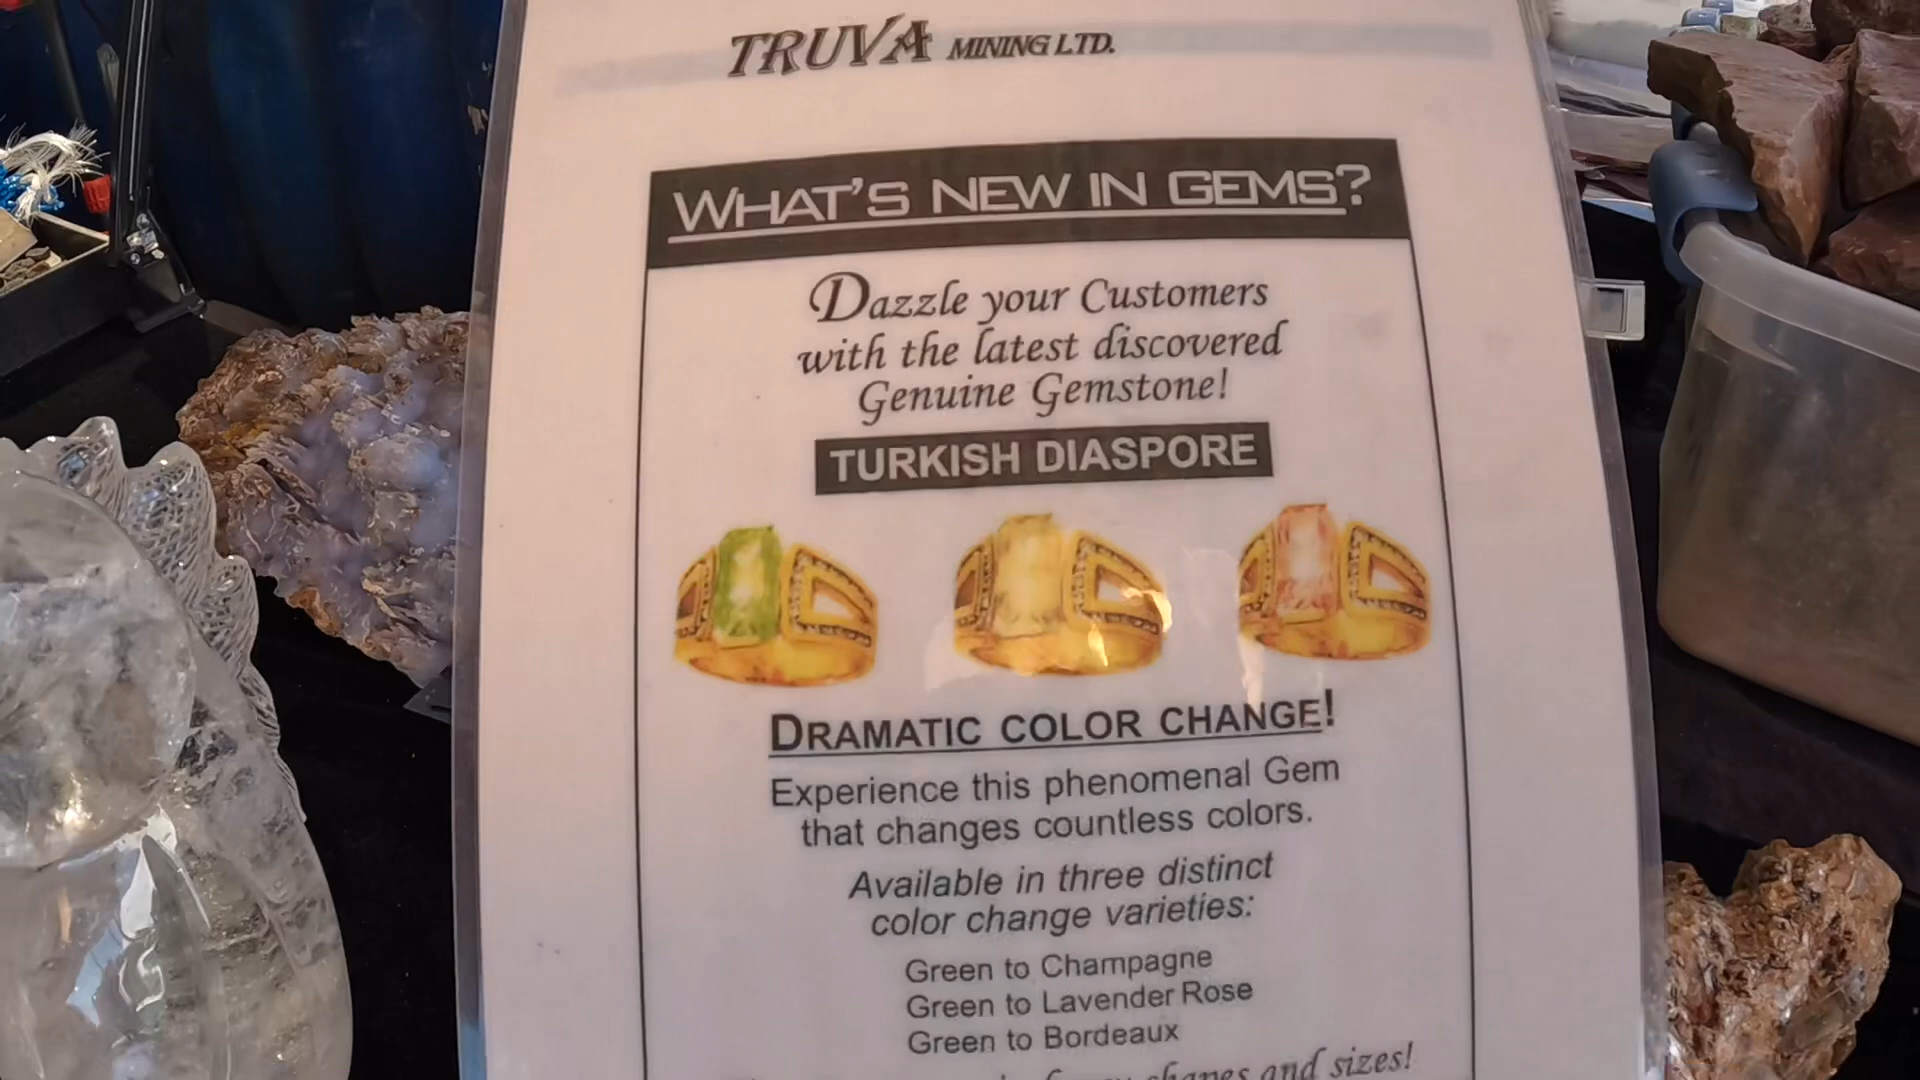 TRUVA MINING LTD.
WHAT'S NEW IN GEMS?
Dazzle your Customers
with the latest discovered
Genuine Gemstone!
TURKISH DIASPORE
DRAMATIC COLOR CHANGE!
Experience this phenomenal Gem
that changes countless colors.
Available in three distinct
color change varieties:
Green to Champagne
Green to Lavender Rose
Green to Bordeaux
shapes and sizes!